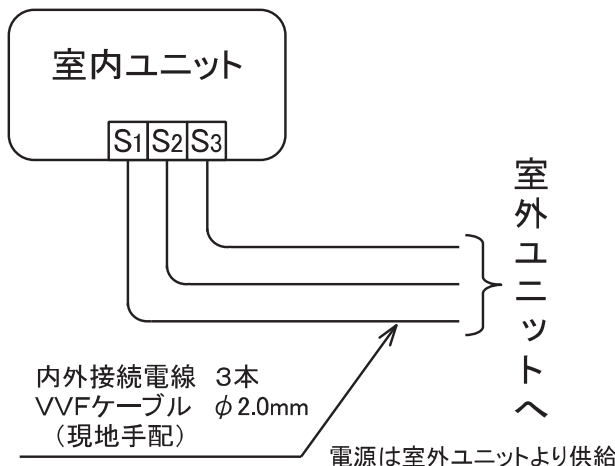 室内ユニット
S1 S2 S3
室外ユニットへ
内外接続電線 3本
VVFケーブル φ2.0mm
(現地手配)
電源は室外ユニットより供給